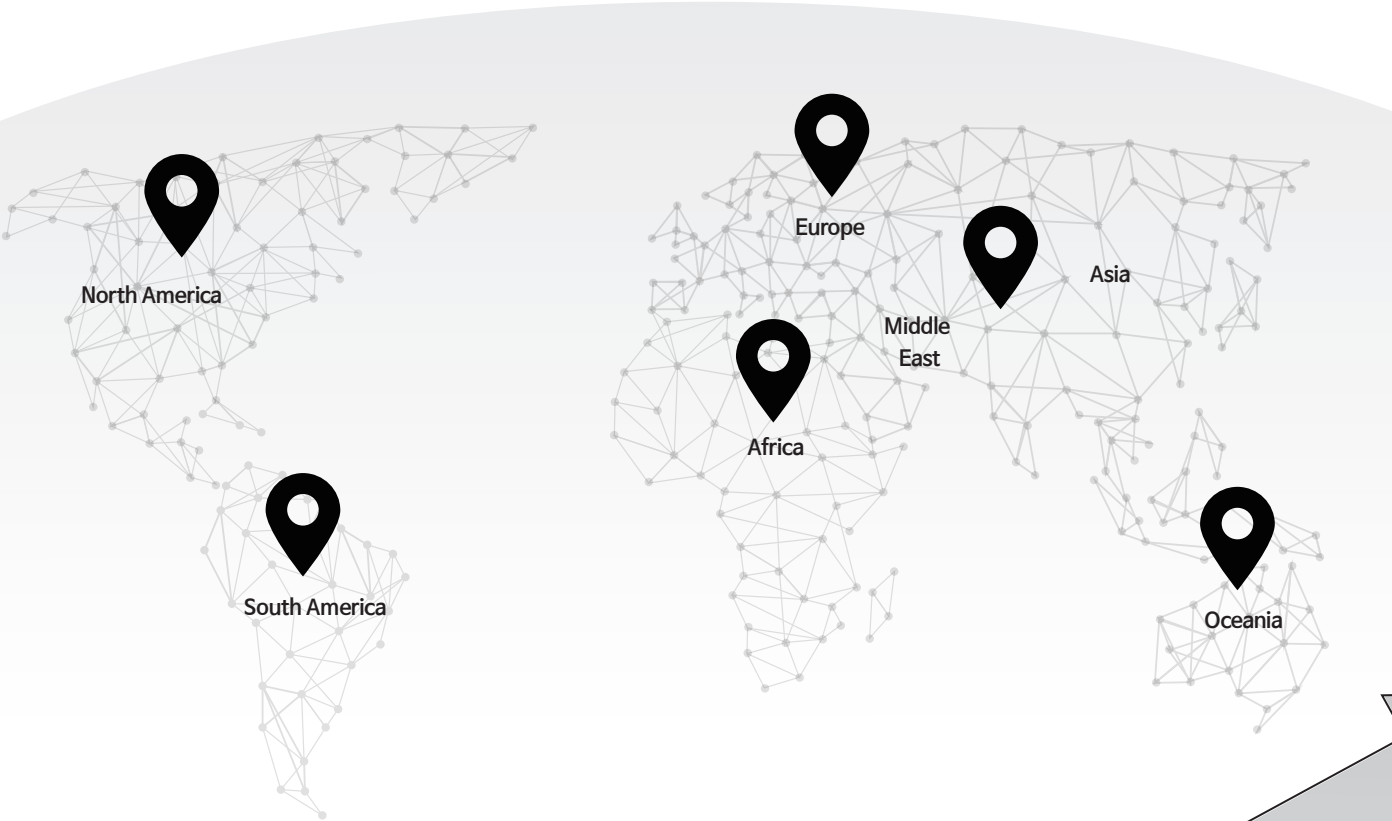 Europe
Asia
North America
Middle
East
Africa
South America
Oceania